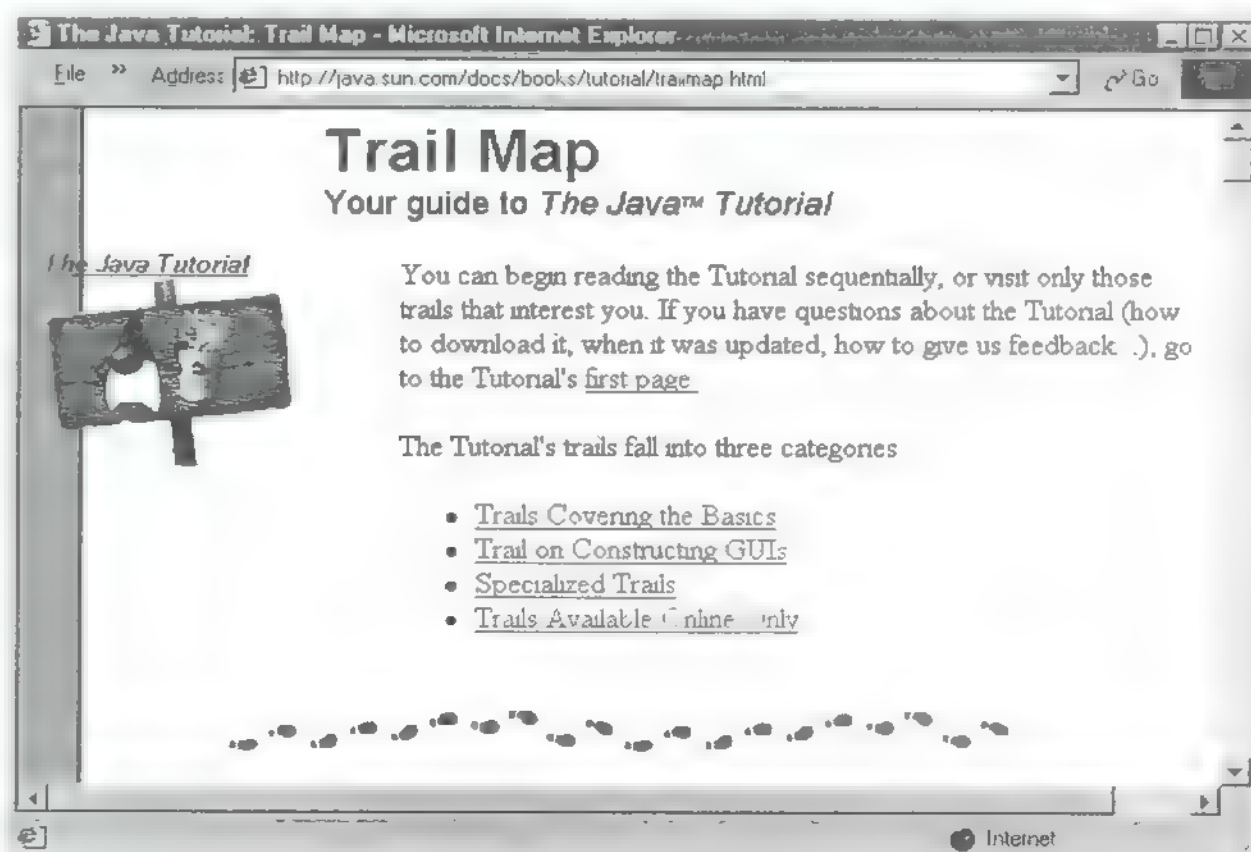 The Java Tutorial: Trail Map - Microsoft Internet Explorer
File » Address http://java.sun.com/docs/books/tutorial/trailmap.html Go
Trail Map
Your guide to The Java™ Tutorial
The Java Tutorial
You can begin reading the Tutorial sequentially, or visit only those
trails that interest you. If you have questions about the Tutorial (how
to download it, when it was updated, how to give us feedback. .), go
to the Tutorial's first page
The Tutorial's trails fall into three categories
• Trails Covering the Basics
• Trail on Constructing GUIs
• Specialized Trails
• Trails Available Online Only
Internet